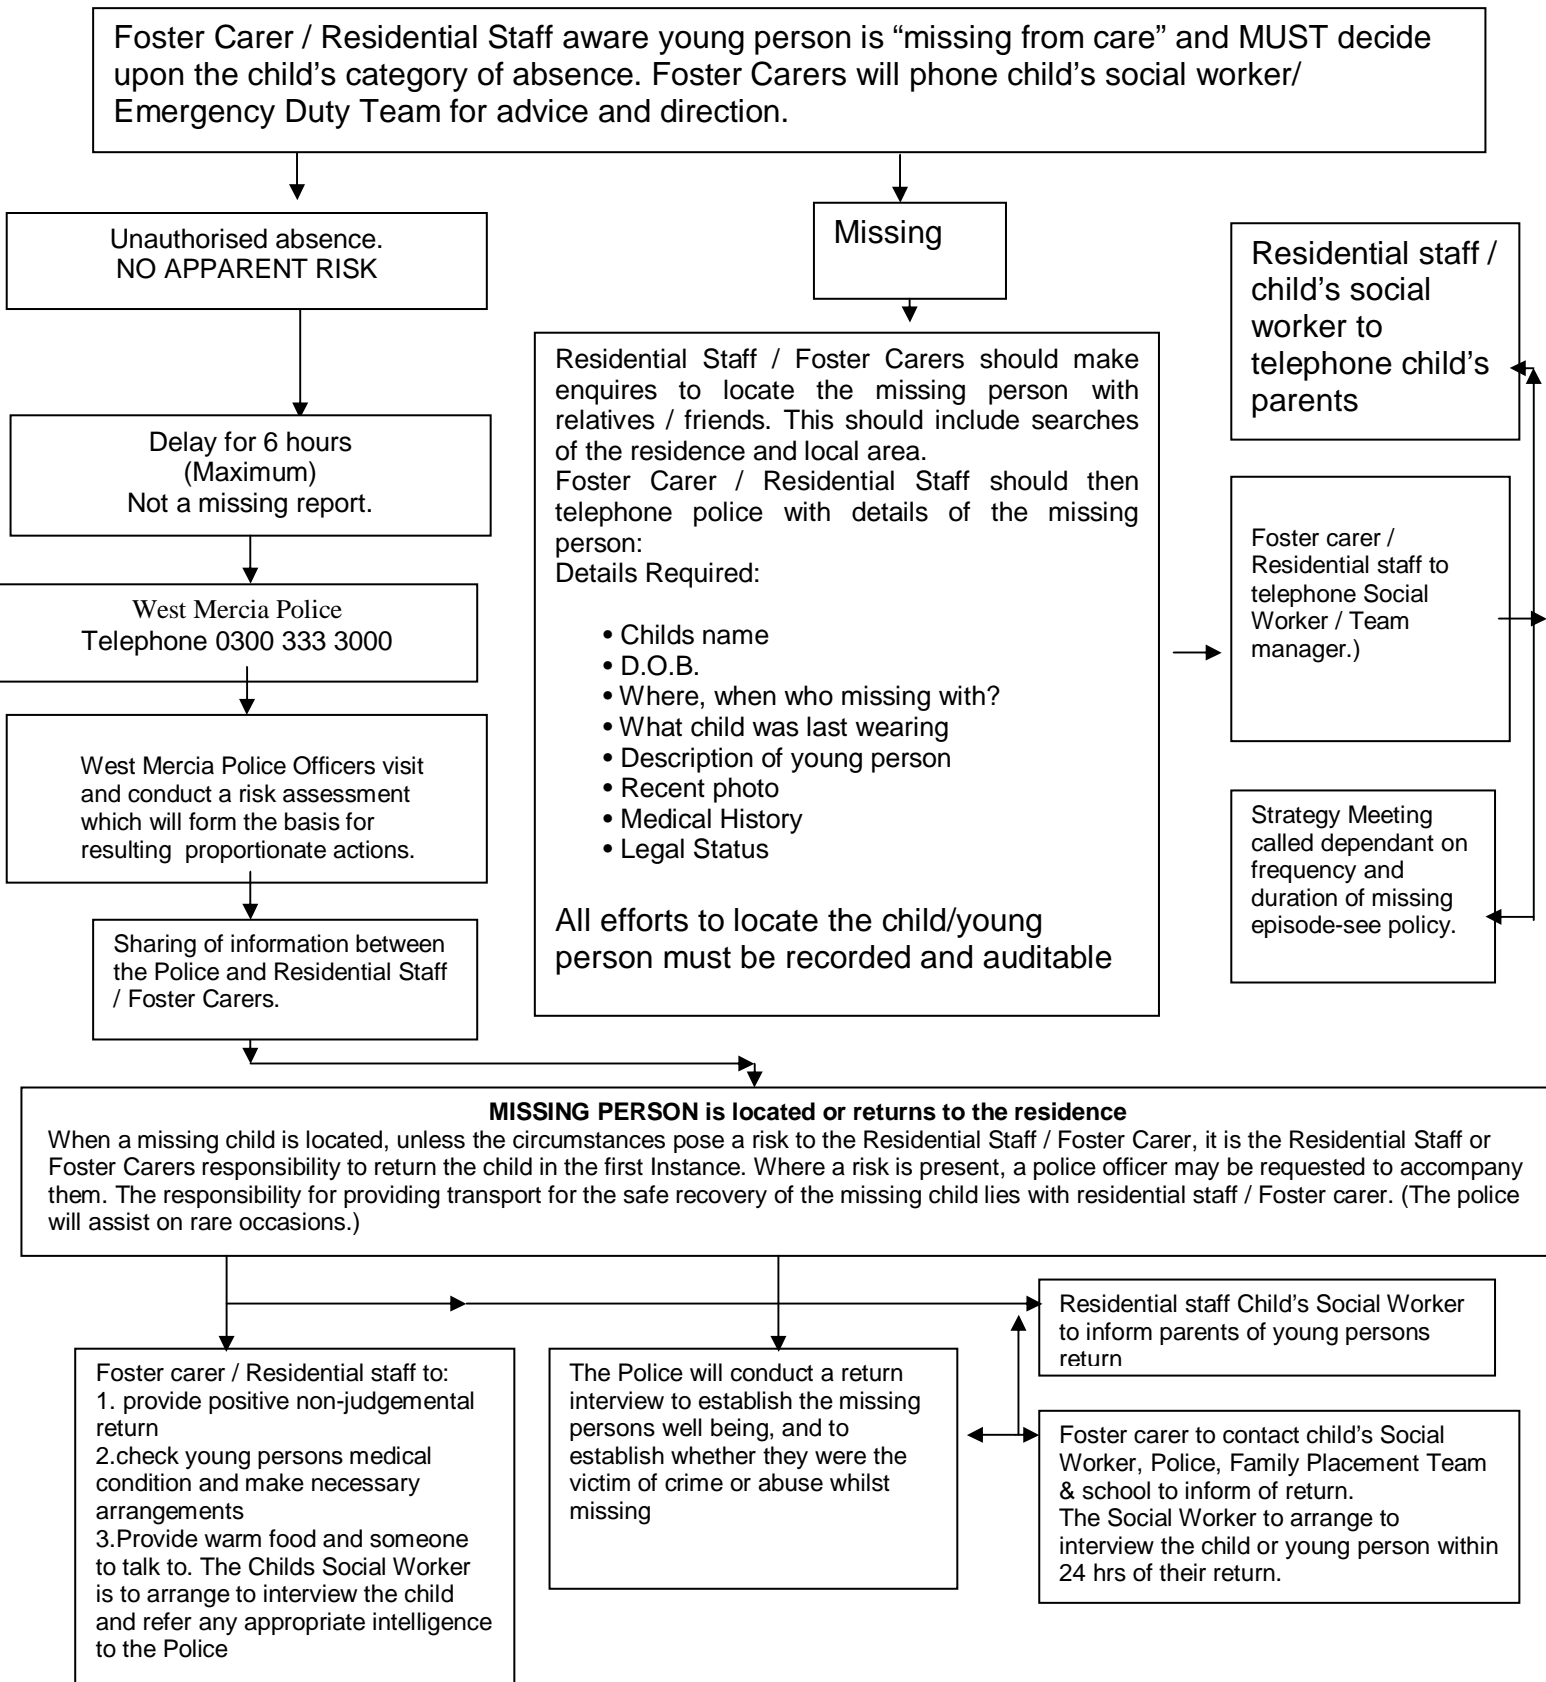 Foster Carer / Residential Staff aware young person is “missing from care” and MUST decide
upon the child’s category of absence. Foster Carers will phone child’s social worker/
Emergency Duty Team for advice and direction.
Unauthorised absence.
NO APPARENT RISK
Delay for 6 hours
(Maximum)
Not a missing report.
West Mercia Police
Telephone 0300 333 3000
West Mercia Police Officers visit
and conduct a risk assessment
which will form the basis for
resulting proportionate actions.
Sharing of information between
the Police and Residential Staff
/ Foster Carers.
Missing
Residential Staff / Foster Carers should make
enquires to locate the missing person with
relatives / friends. This should include searches
of the residence and local area.
Foster Carer / Residential Staff should then
telephone police with details of the missing
person:
Details Required:
• Childs name
• D.O.B.
• Where, when who missing with?
• What child was last wearing
• Description of young person
• Recent photo
• Medical History
• Legal Status
All efforts to locate the child/young
person must be recorded and auditable
Residential staff /
child’s social
worker to
telephone child’s
parents
Foster carer /
Residential staff to
telephone Social
Worker / Team
manager.)
Strategy Meeting
called dependant on
frequency and
duration of missing
episode-see policy.
MISSING PERSON is located or returns to the residence
When a missing child is located, unless the circumstances pose a risk to the Residential Staff / Foster Carer, it is the Residential Staff or
Foster Carers responsibility to return the child in the first Instance. Where a risk is present, a police officer may be requested to accompany
them. The responsibility for providing transport for the safe recovery of the missing child lies with residential staff / Foster carer. (The police
will assist on rare occasions.)
Foster carer / Residential staff to:
1. provide positive non-judgemental
return
2.check young persons medical
condition and make necessary
arrangements
3.Provide warm food and someone
to talk to. The Childs Social Worker
is to arrange to interview the child
and refer any appropriate intelligence
to the Police
The Police will conduct a return
interview to establish the missing
persons well being, and to
establish whether they were the
victim of crime or abuse whilst
missing
Residential staff Child’s Social Worker
to inform parents of young persons
return
Foster carer to contact child’s Social
Worker, Police, Family Placement Team
& school to inform of return.
The Social Worker to arrange to
interview the child or young person within
24 hrs of their return.